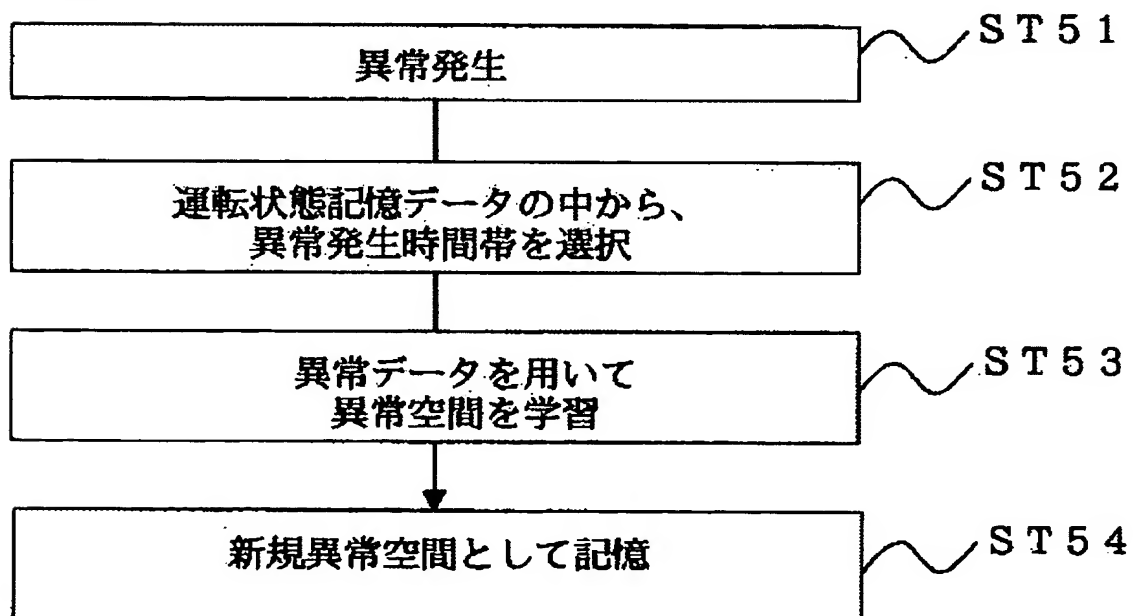 異常発生
ST51
運転状態記憶データの中から、
異常発生時間帯を選択
ST52
異常データを用いて
異常空間を学習
ST53
新規異常空間として記憶
ST54